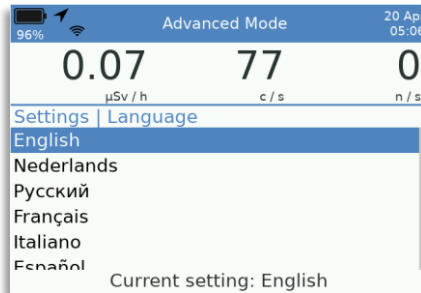 96%
Advanced Mode
20 Apr
05:06
0.07
77
0
µSv / h
c / s
n / s
Settings | Language
English
Nederlands
Русский
Français
Italiano
Español
Current setting: English